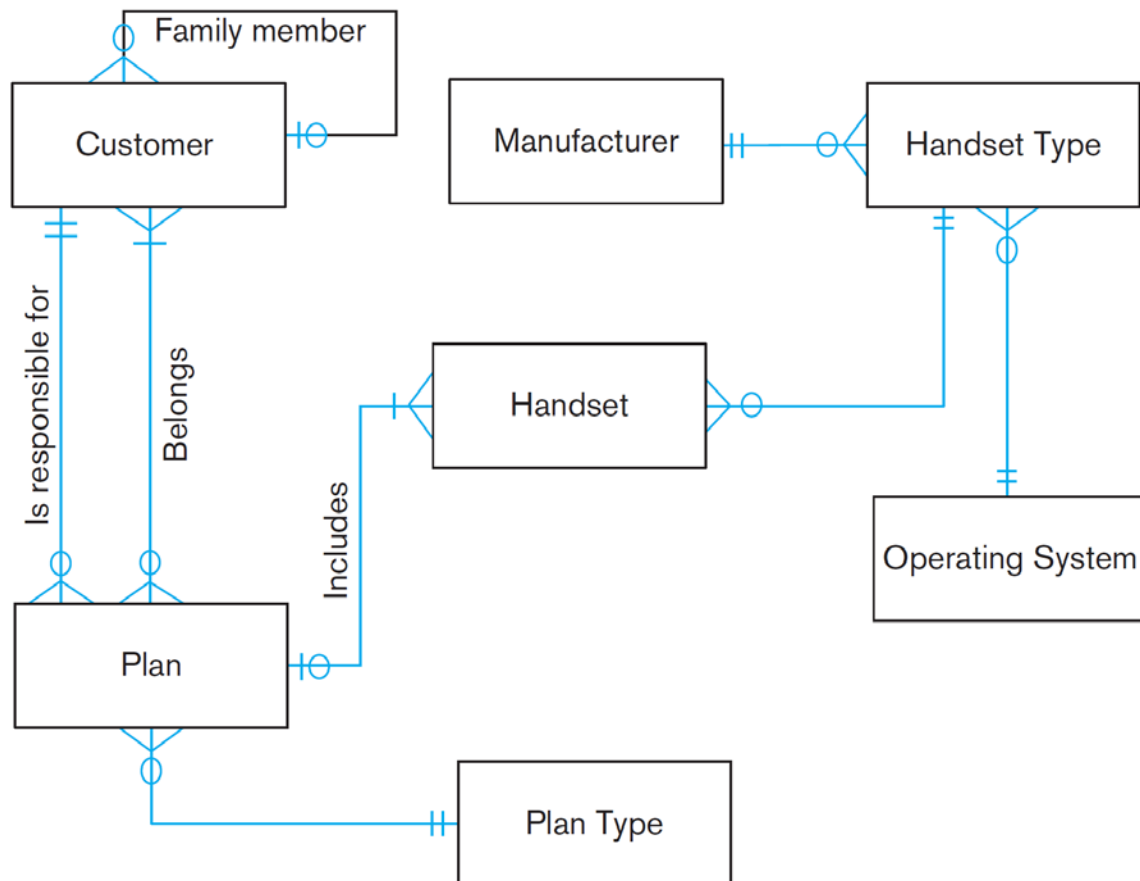 Family member
Customer
Manufacturer
Handset Type
Is responsible for
Belongs
Handset
Includes
Operating System
Plan
Plan Type